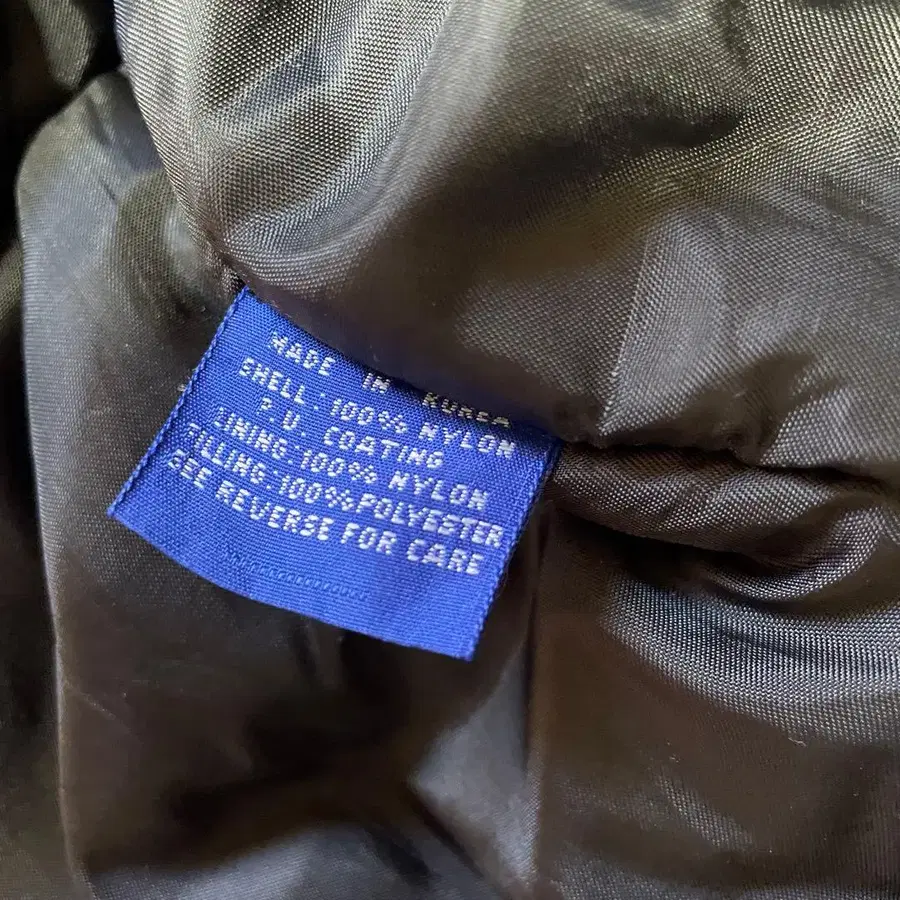 MADE IN KOREA
SHELL·100% NYLON
P.U. COATING
LINING·100% NYLON
FILLING·100%POLYESTER
SEE REVERSE FOR CARE